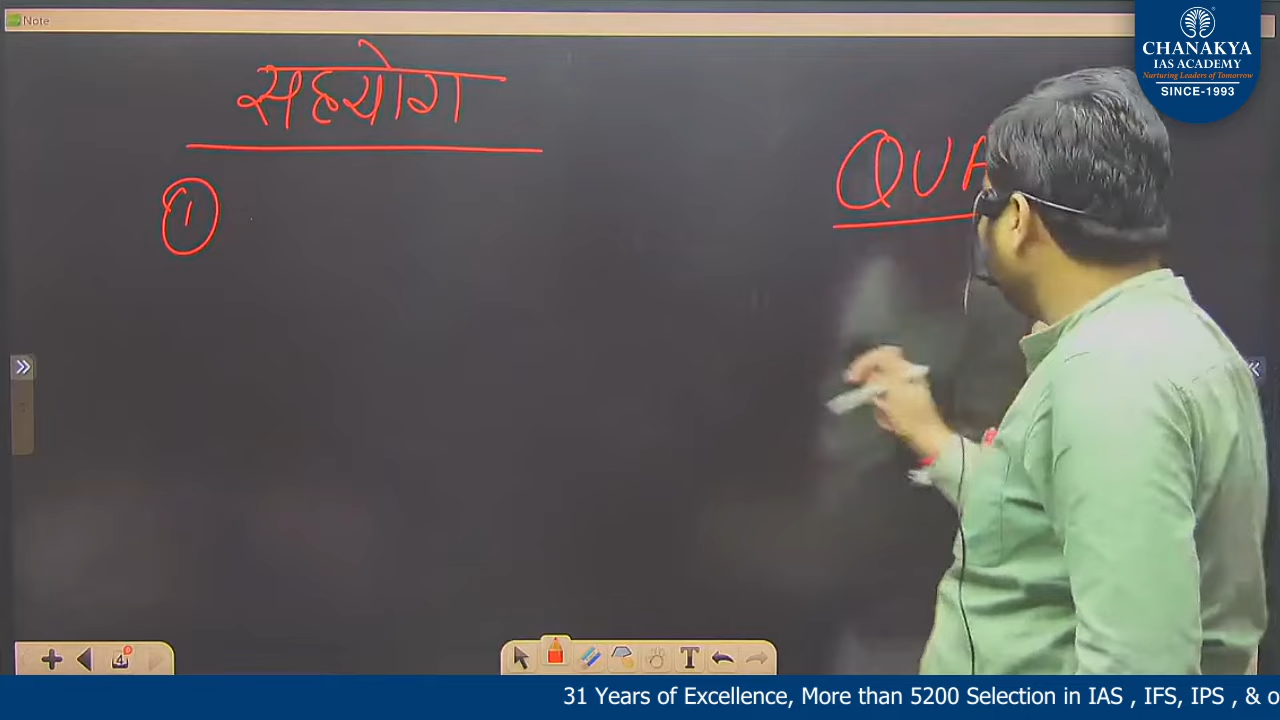 Note
CHANAKYA
IAS ACADEMY
Nurturing Leaders of Tomorrow
SINCE-1993
सहयोग
QUA
1
4
T
31 Years of Excellence, More than 5200 Selection in IAS , IFS, IPS , & o